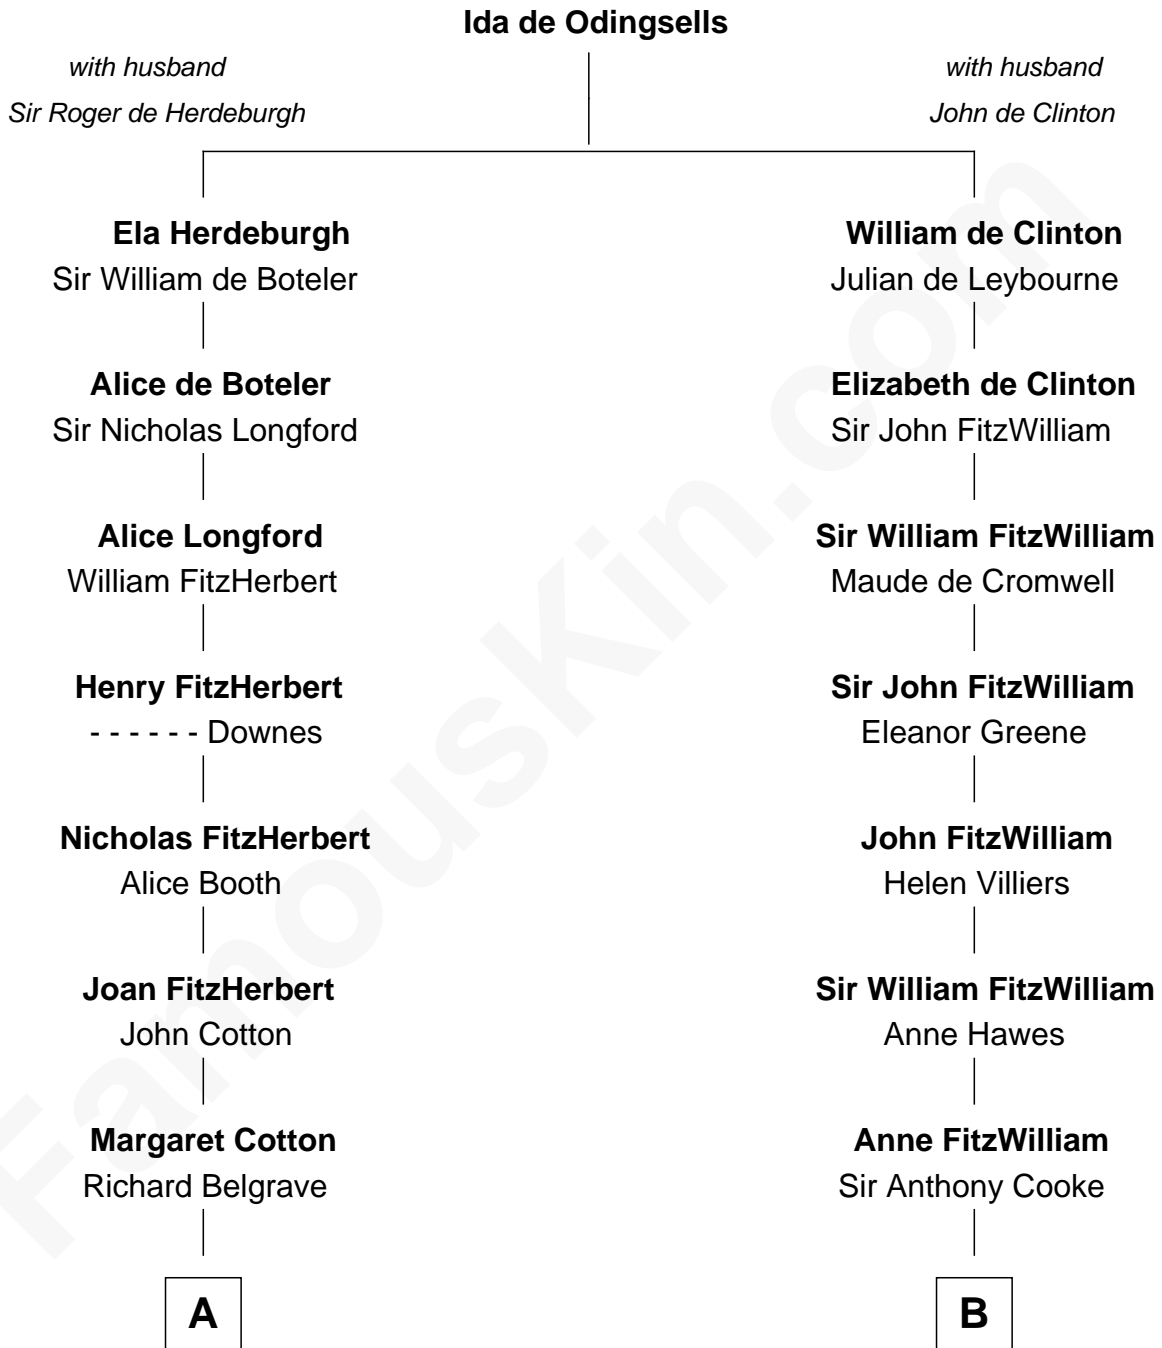 Ida de Odingsells
with husband
Sir Roger de Herdeburgh
with husband
John de Clinton
Ela Herdeburgh
Sir William de Boteler
William de Clinton
Julian de Leybourne
Alice de Boteler
Sir Nicholas Longford
Elizabeth de Clinton
Sir John FitzWilliam
Alice Longford
William FitzHerbert
Sir William FitzWilliam
Maude de Cromwell
Henry FitzHerbert
- - - - - - Downes
Sir John FitzWilliam
Eleanor Greene
Nicholas FitzHerbert
Alice Booth
John FitzWilliam
Helen Villiers
Joan FitzHerbert
John Cotton
Sir William FitzWilliam
Anne Hawes
Margaret Cotton
Richard Belgrave
Anne FitzWilliam
Sir Anthony Cooke
A
B
FamousKin.com